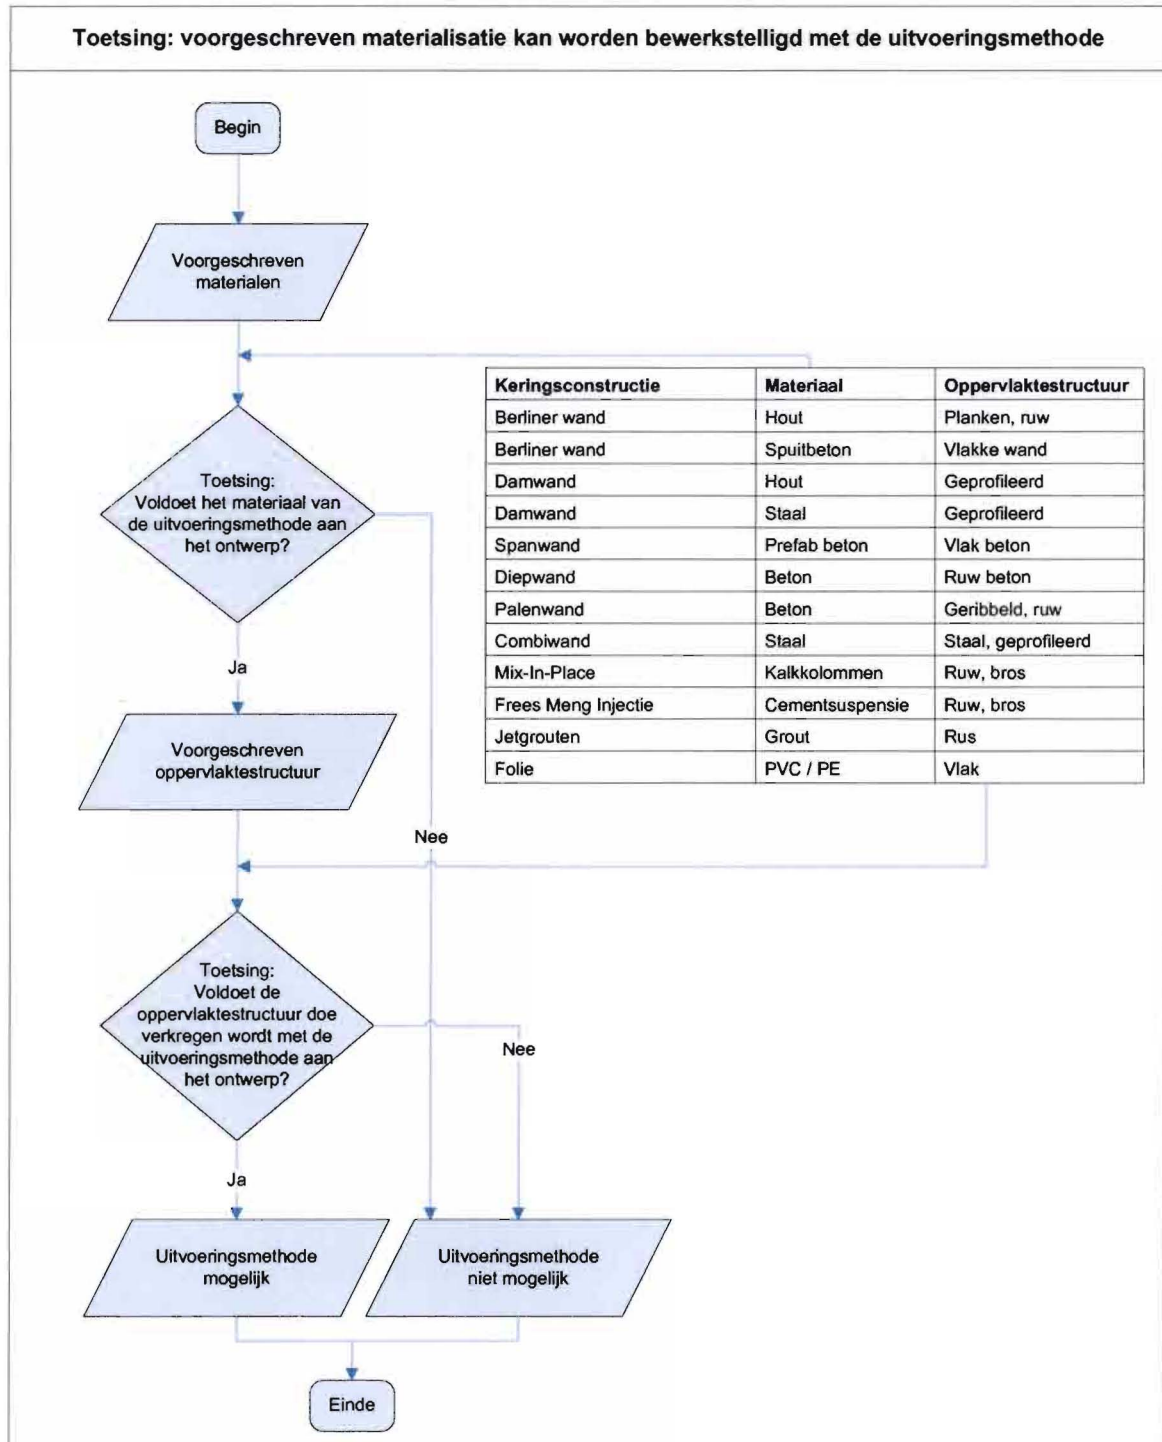 Toetsing: voorgeschreven materialisatie kan worden bewerkstelligd met de uitvoeringsmethode
Begin
Voorgeschreven
materialen
Keringsconstructie Materiaal Oppervlaktestructuur
Berliner wand Hout Planken, ruw
Berliner wand Spuitbeton Vlakke wand
Damwand Hout Geprofileerd
Damwand Staal Geprofileerd
Spanwand Prefab beton Vlak beton
Diepwand Beton Ruw beton
Palenwand Beton Geribbeld, ruw
Combiwand Staal Staal, geprofileerd
Mix-In-Place Kalkkolommen Ruw, bros
Frees Meng Injectie Cementsuspensie Ruw, bros
Jetgrouten Grout Rus
Folie PVC / PE Vlak
Toetsing:
Voldoet het materiaal van
de uitvoeringsmethode aan
het ontwerp?
Ja
Nee
Voorgeschreven
oppervlaktestructuur
Toetsing:
Voldoet de
oppervlaktestructuur doe
verkregen wordt met de
uitvoeringsmethode aan
het ontwerp?
Nee
Ja
Uitvoeringsmethode
mogelijk
Uitvoeringsmethode
niet mogelijk
Einde